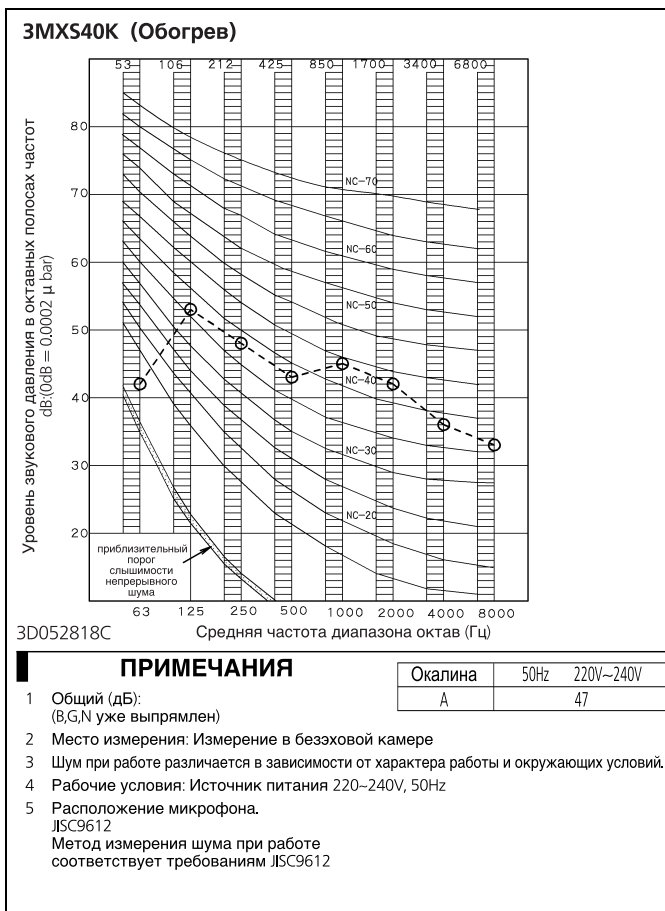 3MXS40K (Обогрев)
53 106 212 425 850 1700 3400 6800
Уровень звукового давления в октавных полосах частот
dB:(0dB = 0.0002 µ bar)
80
70
60
50
40
30
20
NC-70
NC-60
NC-50
NC-40
NC-30
NC-20
приблизительный
порог
слышимости
непрерывного
шума
63 125 250 500 1000 2000 4000 8000
3D052818C
Средняя частота диапазона октав (Гц)
ПРИМЕЧАНИЯ
Окалина 50Hz 220V~240V
A 47
1 Общий (дБ):
(B,G,N уже выпрямлен)
2 Место измерения: Измерение в безэховой камере
3 Шум при работе различается в зависимости от характера работы и окружающих условий.
4 Рабочие условия: Источник питания 220~240V, 50Hz
5 Расположение микрофона.
JISC9612
Метод измерения шума при работе
соответствует требованиям JISC9612